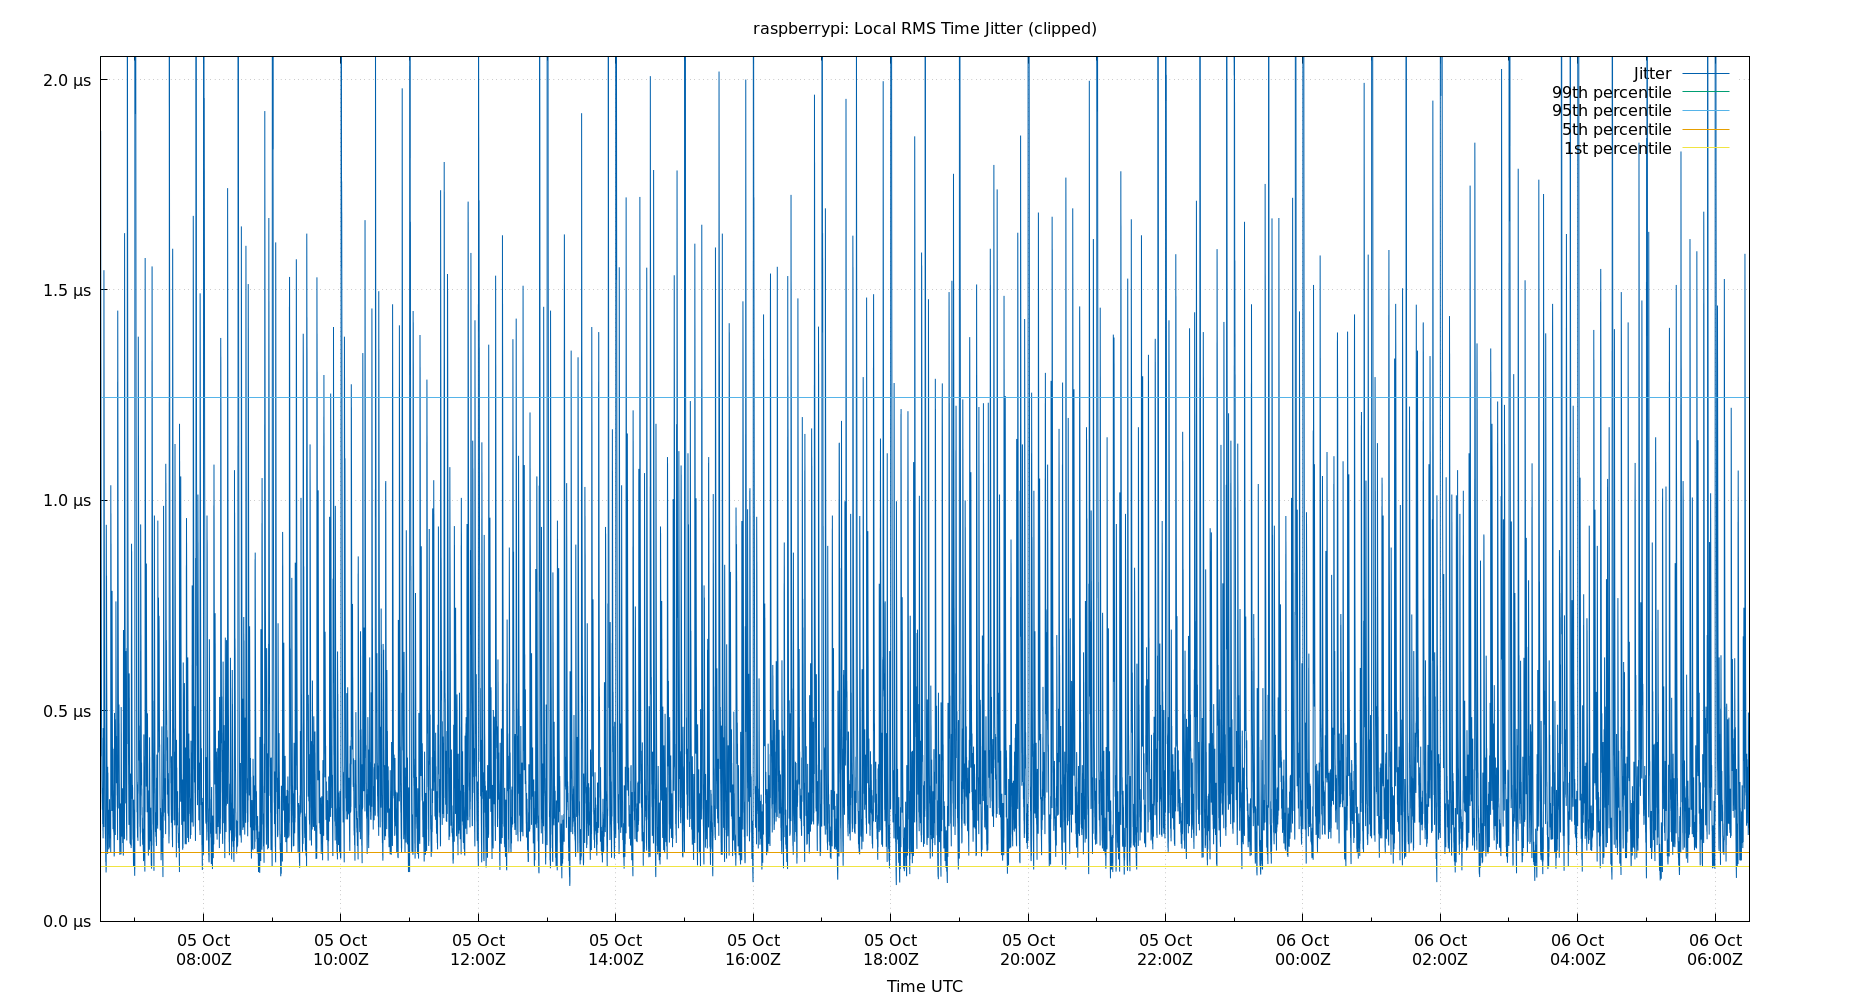 raspberrypi: Local RMS Time Jitter (clipped)
2.0 μs
1.5 μs
1.0 μs
0.5 μs
0.0 μs
Jitter
99th percentile
95th percentile
5th percentile
1st percentile
05 Oct
08:00Z
05 Oct
10:00Z
05 Oct
12:00Z
05 Oct
14:00Z
05 Oct
16:00Z
05 Oct
18:00Z
05 Oct
20:00Z
05 Oct
22:00Z
06 Oct
00:00Z
06 Oct
02:00Z
06 Oct
04:00Z
06 Oct
06:00Z
Time UTC